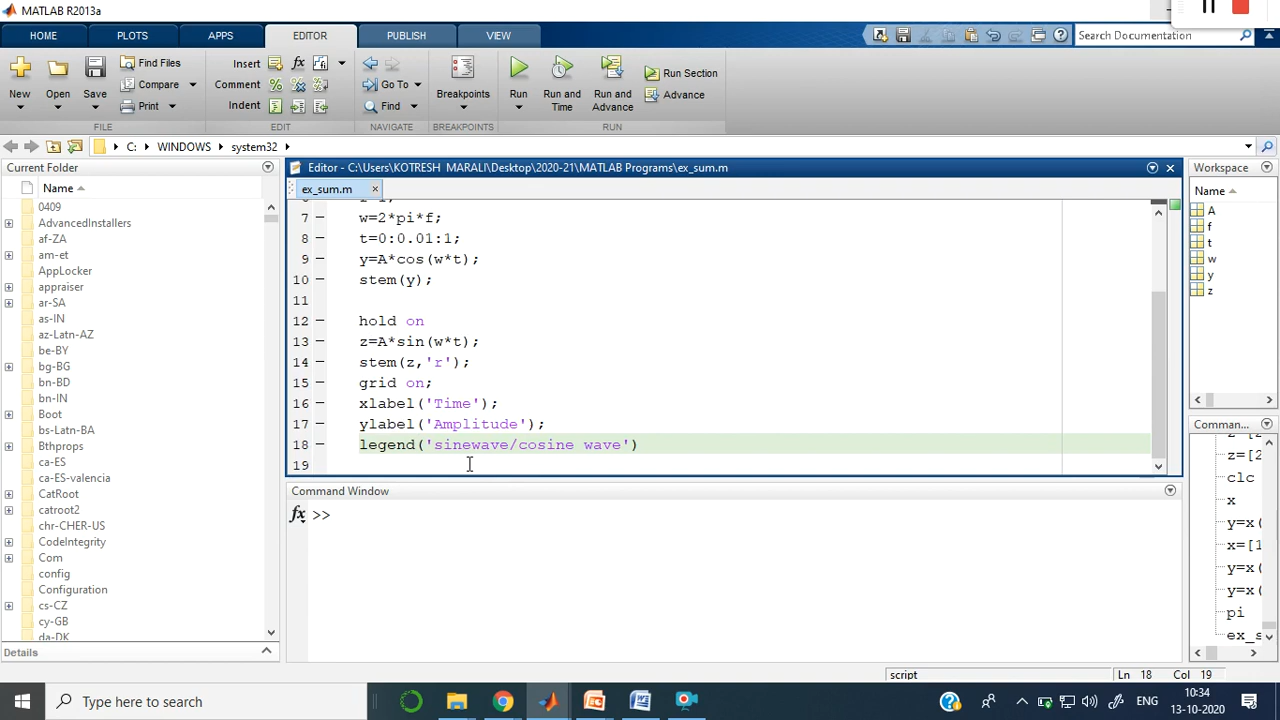 MATLAB R2013a
HOME PLOTS APPS EDITOR PUBLISH VIEW Search Documentation
New Open Save Find Files Compare Print Insert fx Comment Indent Go To Find Breakpoints Run Run and Time Run and Advance Run Section Advance
FILE EDIT NAVIGATE BREAKPOINTS RUN
C: WINDOWS system32
Current Folder
Name
0409
AdvancedInstallers
af-ZA
am-et
AppLocker
appraiser
ar-SA
as-IN
az-Latn-AZ
be-BY
bg-BG
bn-BD
bn-IN
Boot
bs-Latn-BA
Bthprops
ca-ES
ca-ES-valencia
CatRoot
catroot2
chr-CHER-US
CodeIntegrity
Com
config
Configuration
cs-CZ
cy-GB
da-DK
Details
Editor - C:\Users\KOTRESH MARALI\Desktop\2020-21\MATLAB Programs\ex_sum.m
ex_sum.m
7 w=2*pi*f;
8 t=0:0.01:1;
9 y=A*cos(w*t);
10 stem(y);
11
12 hold on
13 z=A*sin(w*t);
14 stem(z,'r');
15 grid on;
16 xlabel('Time');
17 ylabel('Amplitude');
18 legend('sinewave/cosine wave')
19
Command Window
fx >>
Workspace
Name
A
f
t
w
y
z
Comman...
z=[2
clc
x
y=x(
x=[1
y=x(
y=x(
pi
ex_s
script Ln 18 Col 19
Type here to search
ENG
10:34
13-10-2020